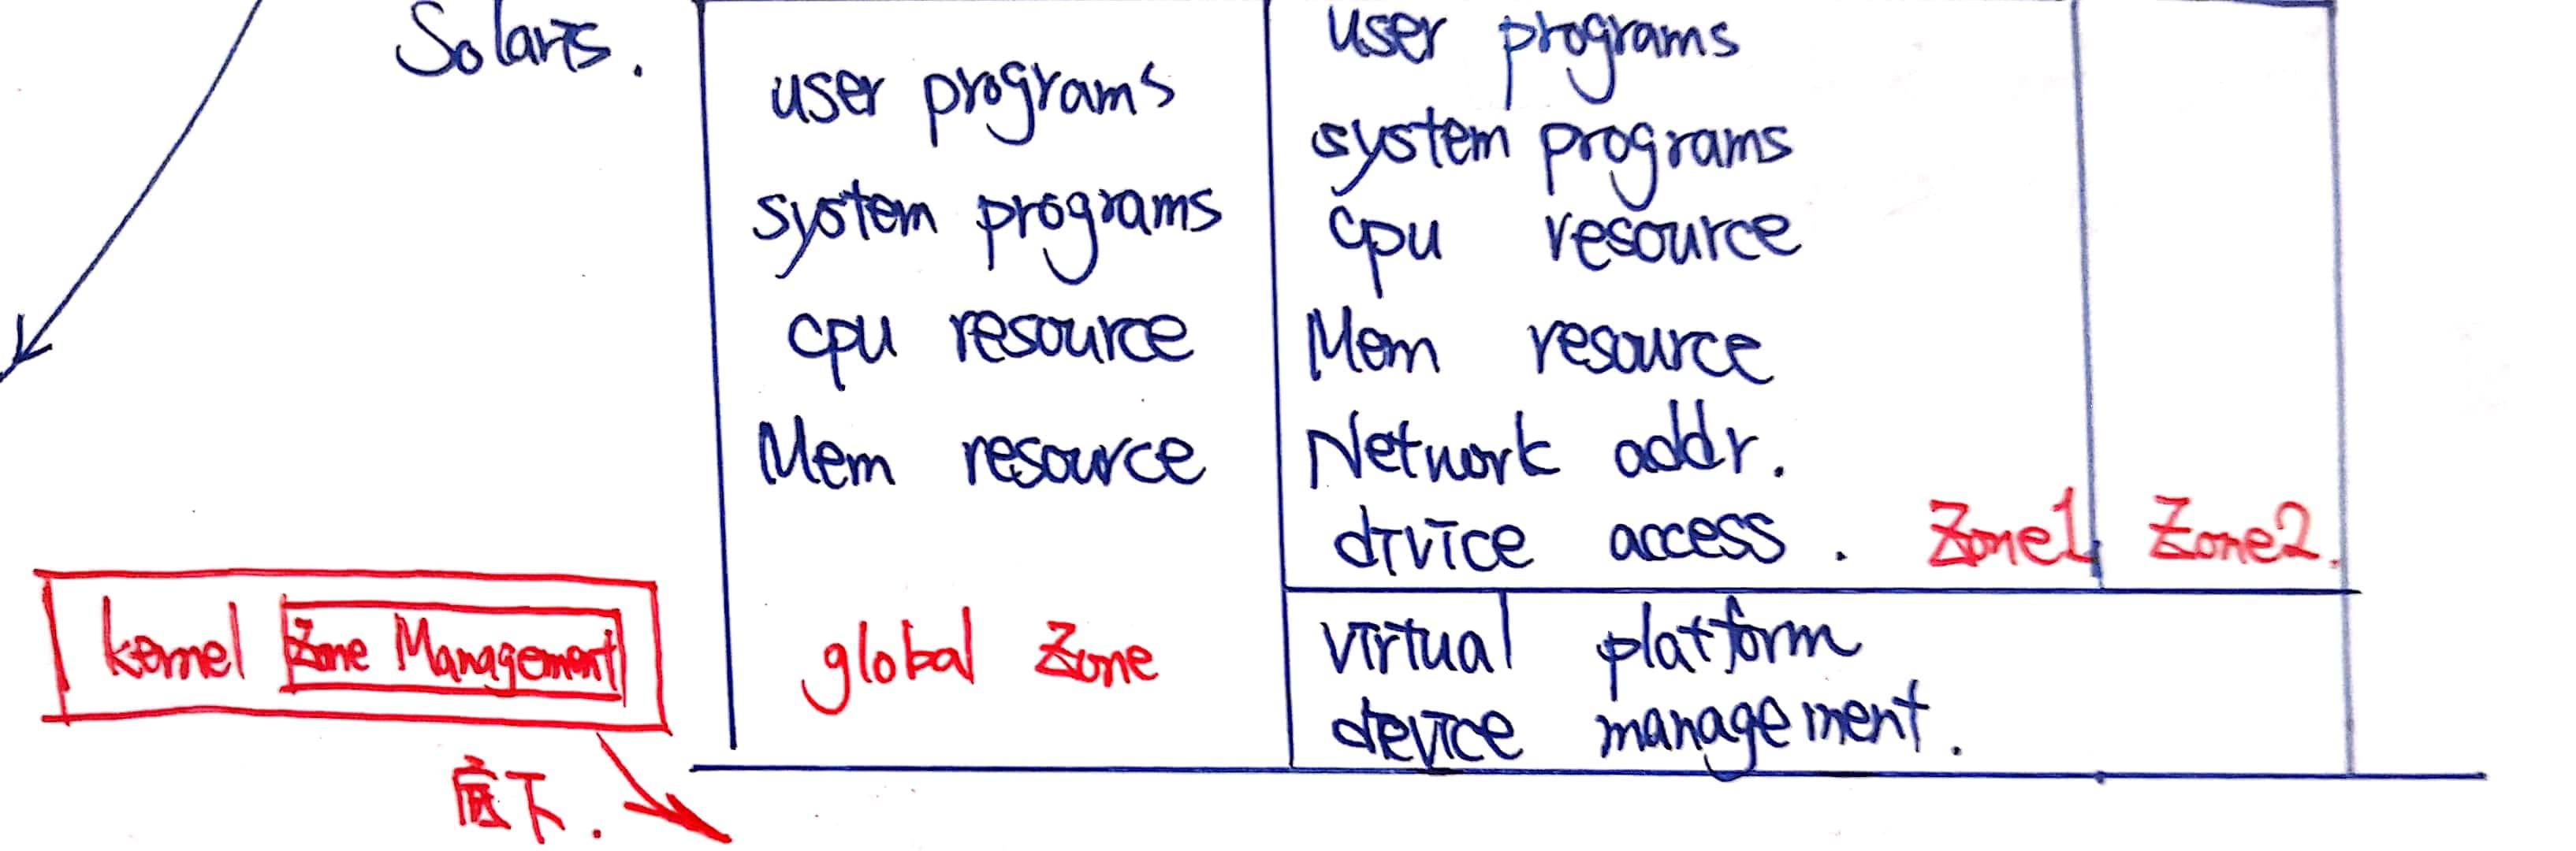 Solaris.
user programs
system programs
cpu resource
Mem resource
global Zone
user programs
system programs
cpu resource
Mem resource
Network addr.
divice access.
Zone1
Zone2.
virtual platform
device management.
kernel Zone Management
底下.